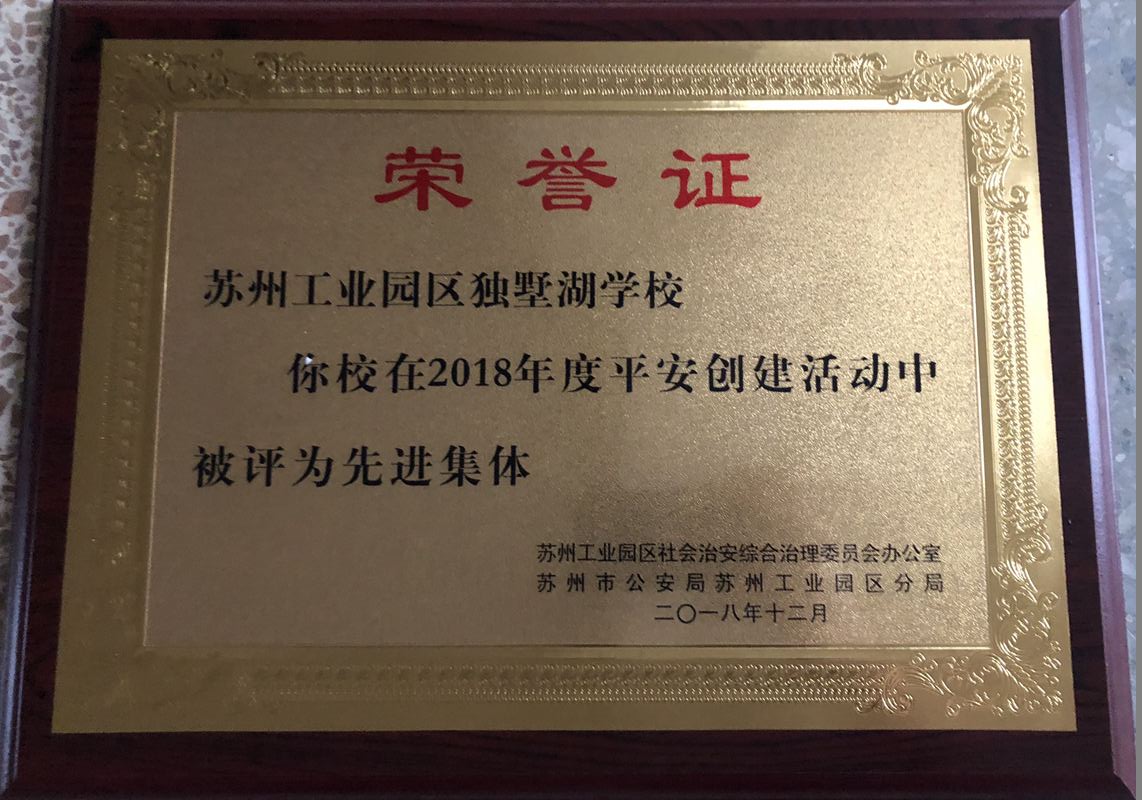 荣誉证
苏州工业园区独墅湖学校
你校在2018年度平安创建活动中
被评为先进集体
苏州工业园区社会治安综合治理委员会办公室
苏州市公安局苏州工业园区分局
二〇一八年十二月